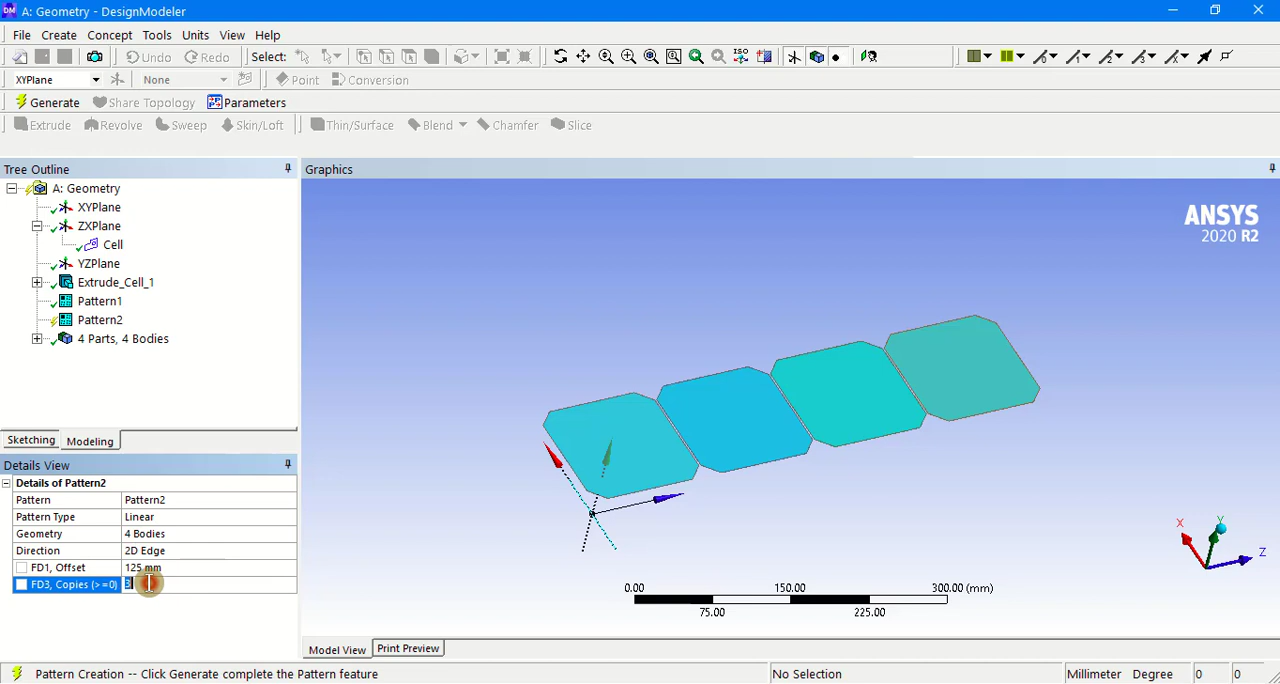 DM A: Geometry - DesignModeler
File Create Concept Tools Units View Help
Undo Redo Select: ISO
XYPlane None Point Conversion
Generate Share Topology Parameters
Extrude Revolve Sweep Skin/Loft Thin/Surface Blend Chamfer Slice
Tree Outline
A: Geometry
XYPlane
ZXPlane
Cell
YZPlane
Extrude_Cell_1
Pattern1
Pattern2
4 Parts, 4 Bodies
Sketching Modeling
Details View
Details of Pattern2
Pattern Pattern2
Pattern Type Linear
Geometry 4 Bodies
Direction 2D Edge
FD1, Offset 125 mm
FD3, Copies (>=0) 3
Graphics
ANSYS
2020 R2
X Y Z
0.00 150.00 300.00 (mm)
75.00 225.00
Model View Print Preview
Pattern Creation -- Click Generate complete the Pattern feature No Selection Millimeter Degree 0 0